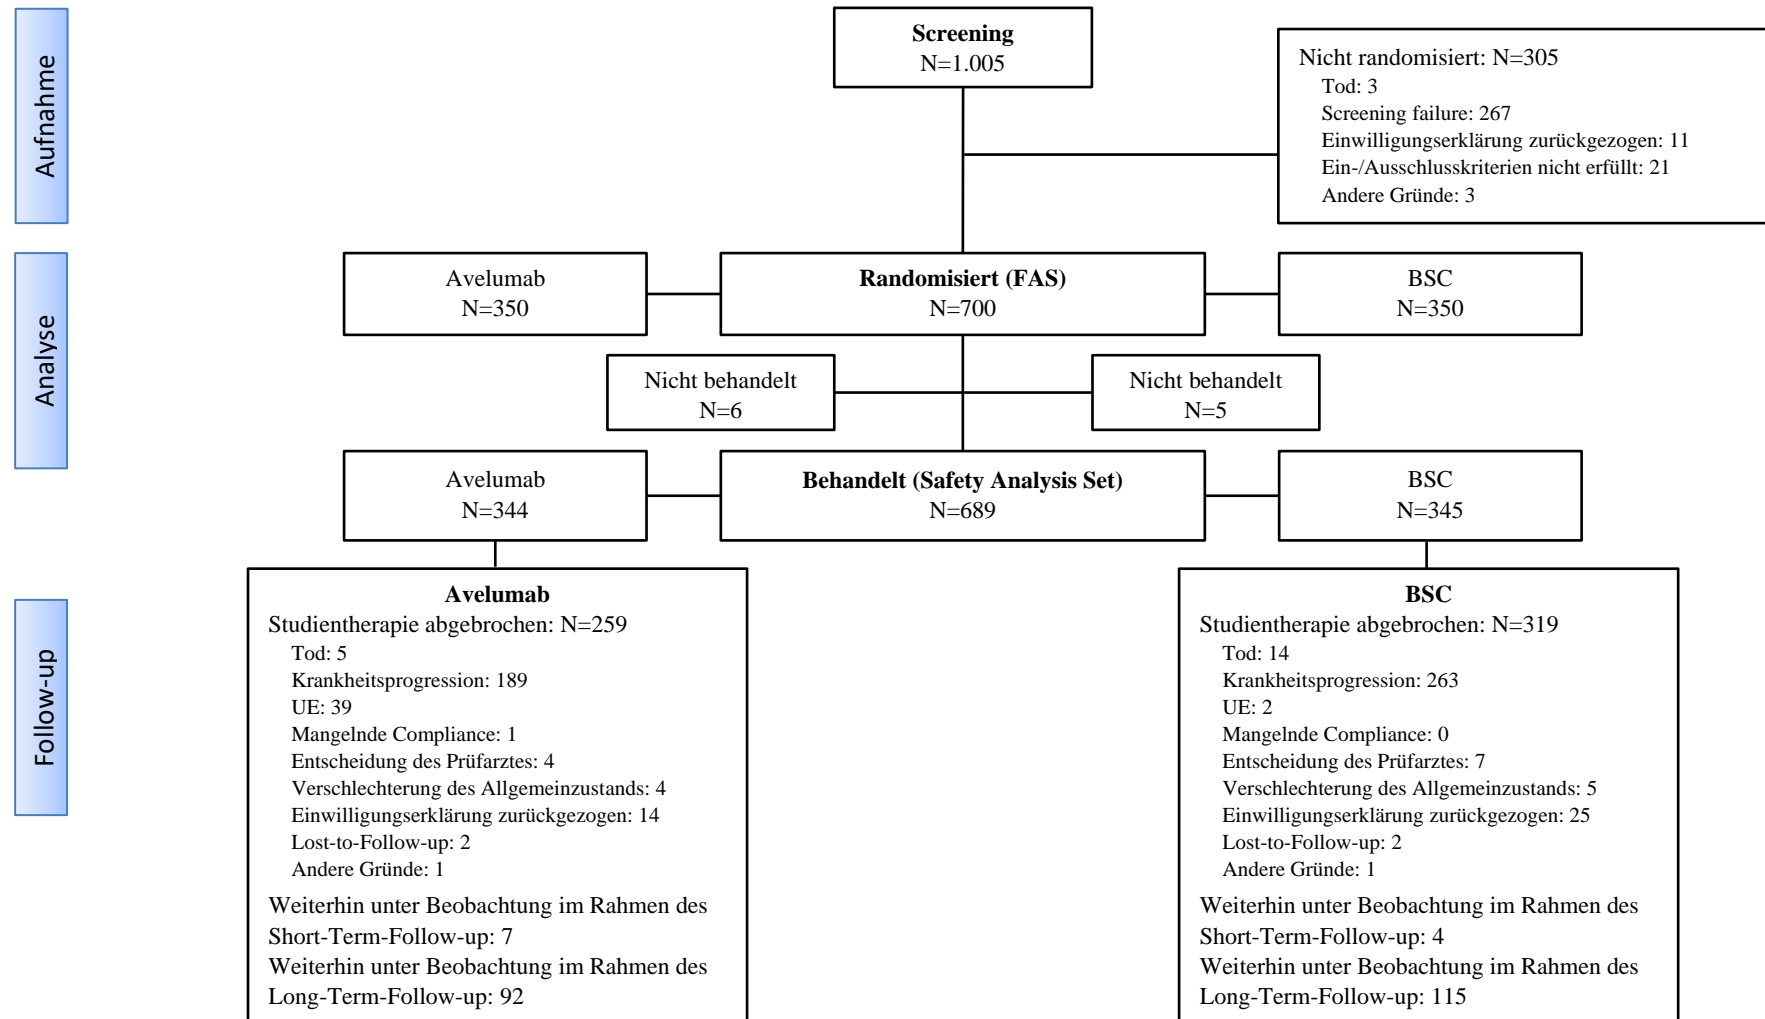 Aufnahme
Screening
N=1.005
Nicht randomisiert: N=305
Tod: 3
Screening failure: 267
Einwilligungserklärung zurückgezogen: 11
Ein-/Ausschlusskriterien nicht erfüllt: 21
Andere Gründe: 3
Analyse
Avelumab
N=350
Randomisiert (FAS)
N=700
BSC
N=350
Nicht behandelt
N=6
Nicht behandelt
N=5
Avelumab
N=344
Behandelt (Safety Analysis Set)
N=689
BSC
N=345
Follow-up
Avelumab
Studientherapie abgebrochen: N=259
Tod: 5
Krankheitsprogression: 189
UE: 39
Mangelnde Compliance: 1
Entscheidung des Prüfarztes: 4
Verschlechterung des Allgemeinzustands: 4
Einwilligungserklärung zurückgezogen: 14
Lost-to-Follow-up: 2
Andere Gründe: 1
Weiterhin unter Beobachtung im Rahmen des
Short-Term-Follow-up: 7
Weiterhin unter Beobachtung im Rahmen des
Long-Term-Follow-up: 92
BSC
Studientherapie abgebrochen: N=319
Tod: 14
Krankheitsprogression: 263
UE: 2
Mangelnde Compliance: 0
Entscheidung des Prüfarztes: 7
Verschlechterung des Allgemeinzustands: 5
Einwilligungserklärung zurückgezogen: 25
Lost-to-Follow-up: 2
Andere Gründe: 1
Weiterhin unter Beobachtung im Rahmen des
Short-Term-Follow-up: 4
Weiterhin unter Beobachtung im Rahmen des
Long-Term-Follow-up: 115